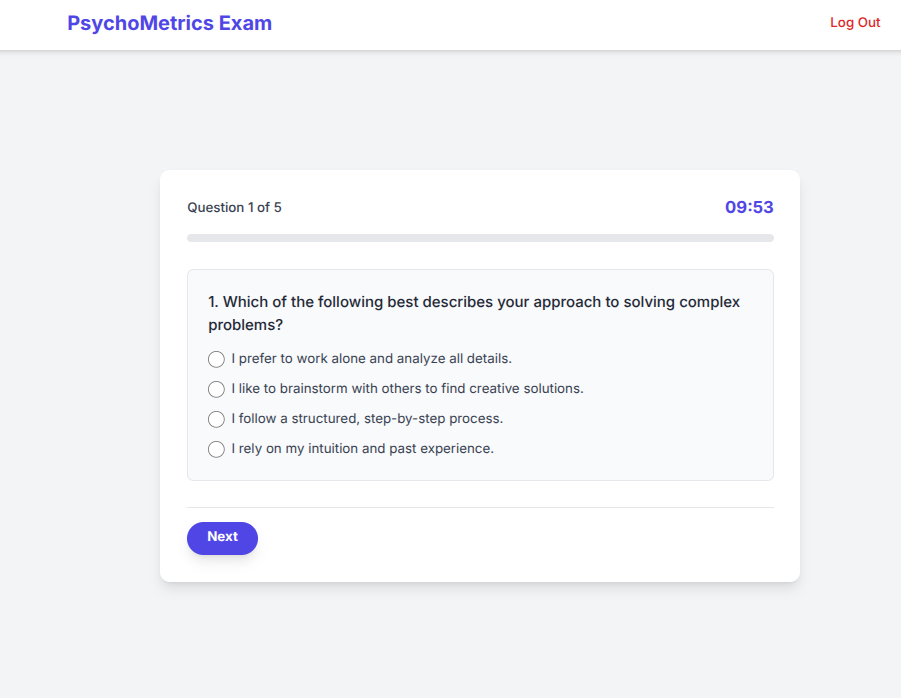 PsychoMetrics Exam
Log Out
Question 1 of 5
09:53
1. Which of the following best describes your approach to solving complex
problems?
I prefer to work alone and analyze all details.
I like to brainstorm with others to find creative solutions.
I follow a structured, step-by-step process.
I rely on my intuition and past experience.
Next